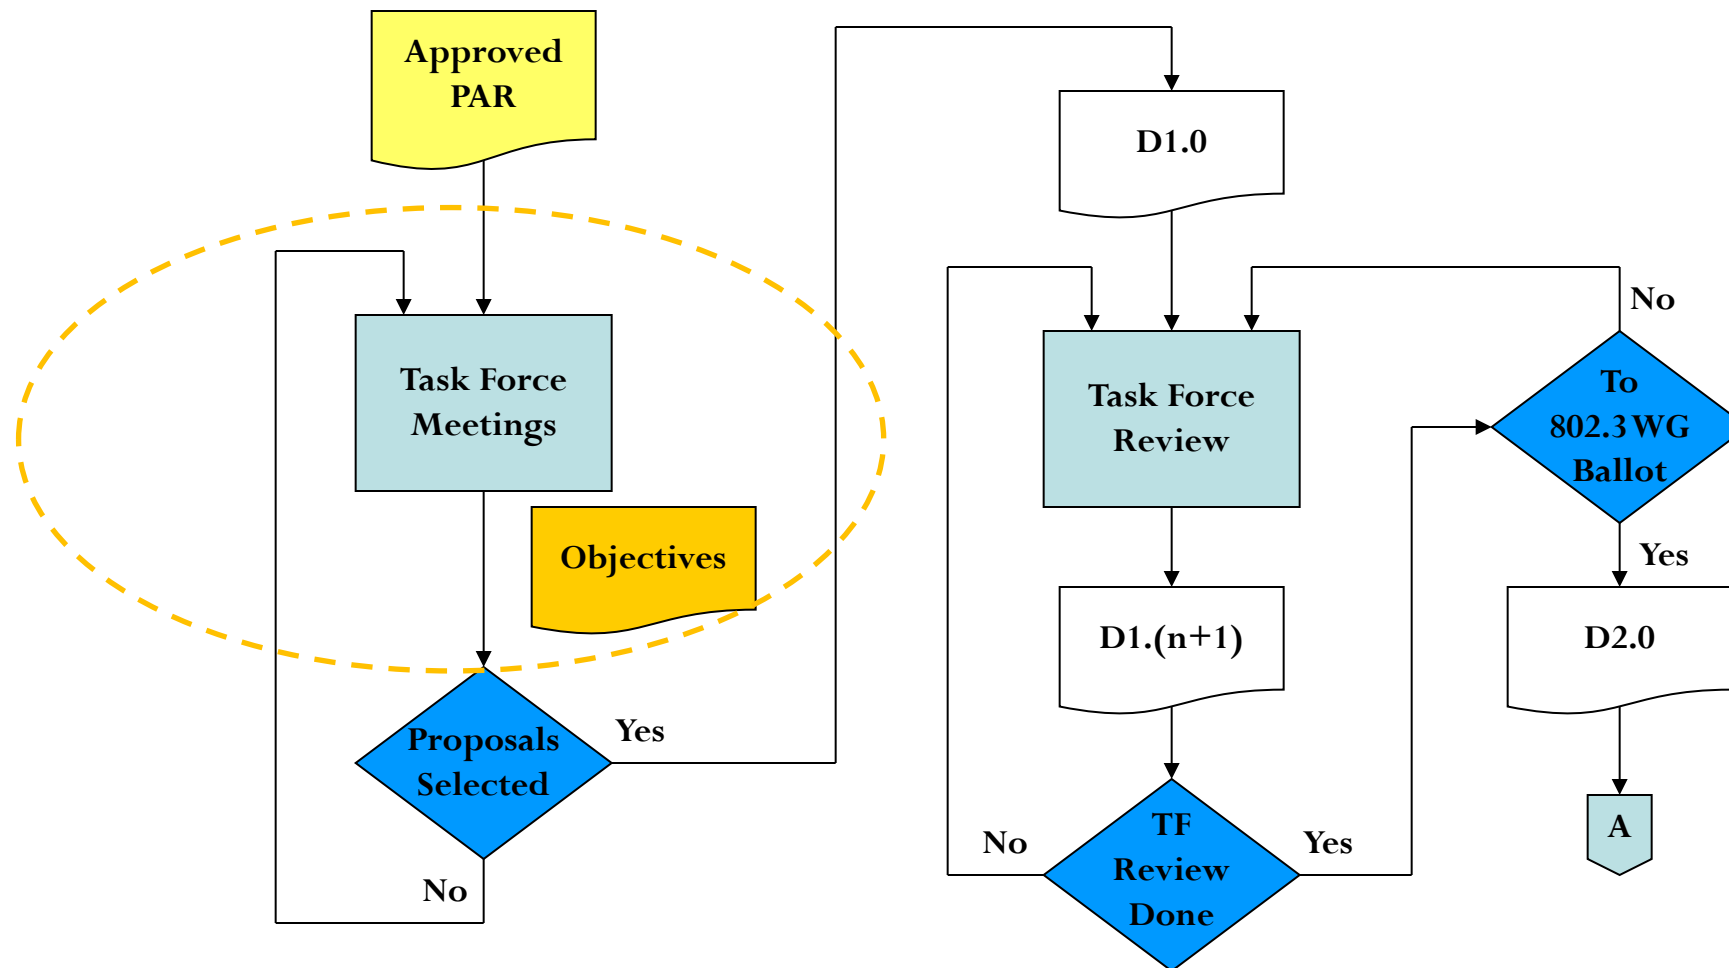 Approved
PAR
Task Force
Meetings
Objectives
Proposals
Selected
Yes
No
D1.0
Task Force
Review
D1.(n+1)
TF
Review
Done
No
Yes
To
802.3 WG
Ballot
No
Yes
D2.0
A